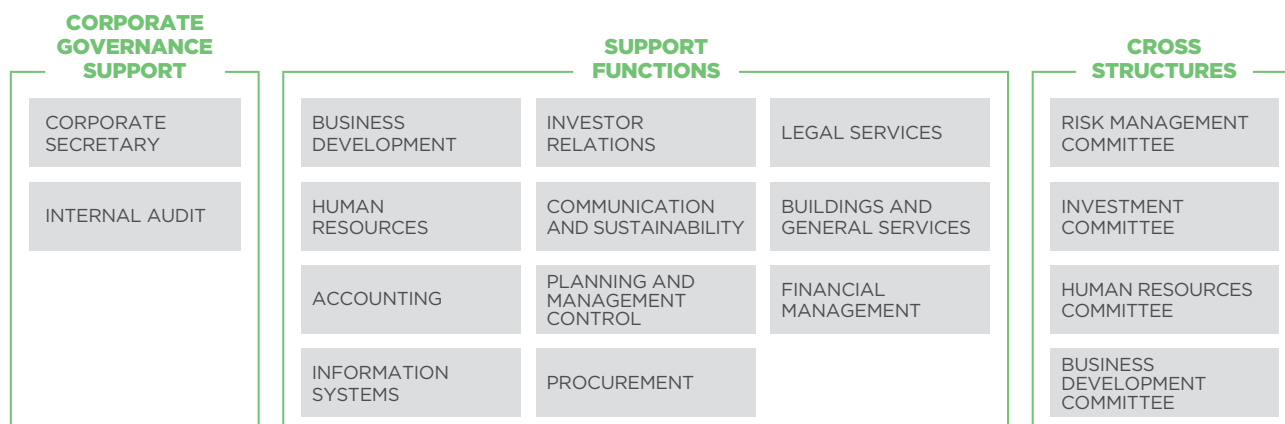 CORPORATE
GOVERNANCE
SUPPORT
CORPORATE
SECRETARY
INTERNAL AUDIT
SUPPORT
FUNCTIONS
BUSINESS
DEVELOPMENT
INVESTOR
RELATIONS
LEGAL SERVICES
HUMAN
RESOURCES
COMMUNICATION
AND SUSTAINABILITY
BUILDINGS AND
GENERAL SERVICES
ACCOUNTING
PLANNING AND
MANAGEMENT
CONTROL
FINANCIAL
MANAGEMENT
INFORMATION
SYSTEMS
PROCUREMENT
CROSS
STRUCTURES
RISK MANAGEMENT
COMMITTEE
INVESTMENT
COMMITTEE
HUMAN RESOURCES
COMMITTEE
BUSINESS
DEVELOPMENT
COMMITTEE